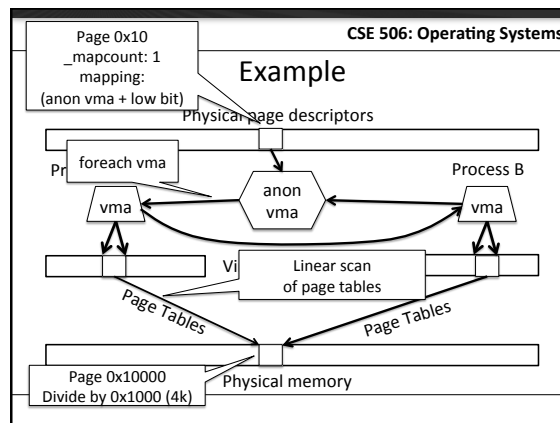 CSE 506: Operating Systems
Page 0x10
_mapcount: 1
mapping:
(anon vma + low bit)
Example
Physical page descriptors
Pr
foreach vma
Process B
vma
anon
vma
vma
Vi
Linear scan
of page tables
Page Tables
Page Tables
Page 0x10000
Divide by 0x1000 (4k)
Physical memory